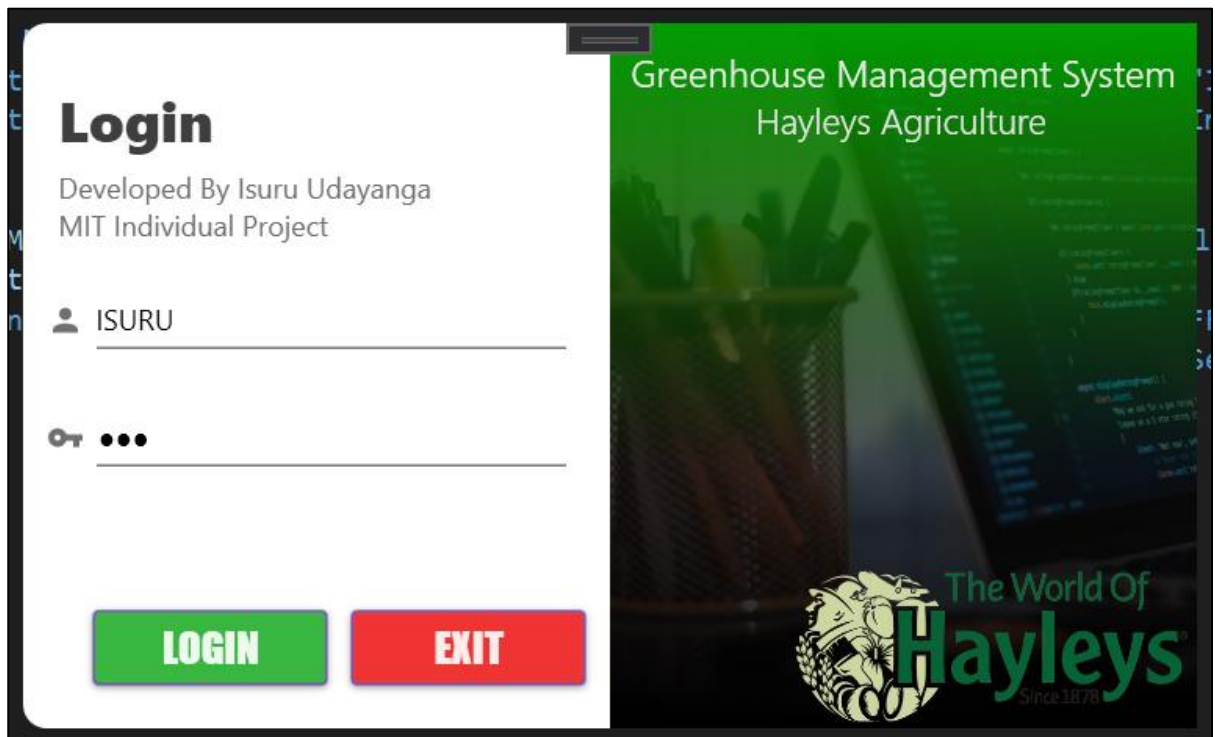 Login
Developed By Isuru Udayanga
MIT Individual Project
ISURU
•••
LOGIN
EXIT
Greenhouse Management System
Hayleys Agriculture
The World Of
Hayleys
Since 1878